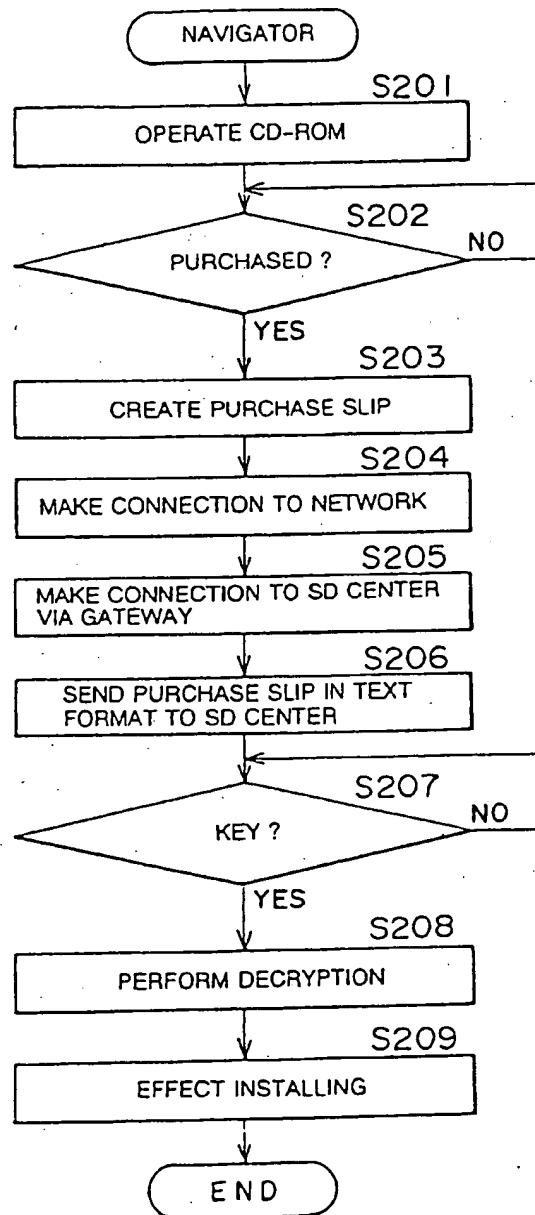 NAVIGATOR
S201
OPERATE CD-ROM
S202
PURCHASED ?
NO
YES
S203
CREATE PURCHASE SLIP
S204
MAKE CONNECTION TO NETWORK
S205
MAKE CONNECTION TO SD CENTER
VIA GATEWAY
S206
SEND PURCHASE SLIP IN TEXT
FORMAT TO SD CENTER
S207
KEY ?
NO
YES
S208
PERFORM DECRYPTION
S209
EFFECT INSTALLING
END